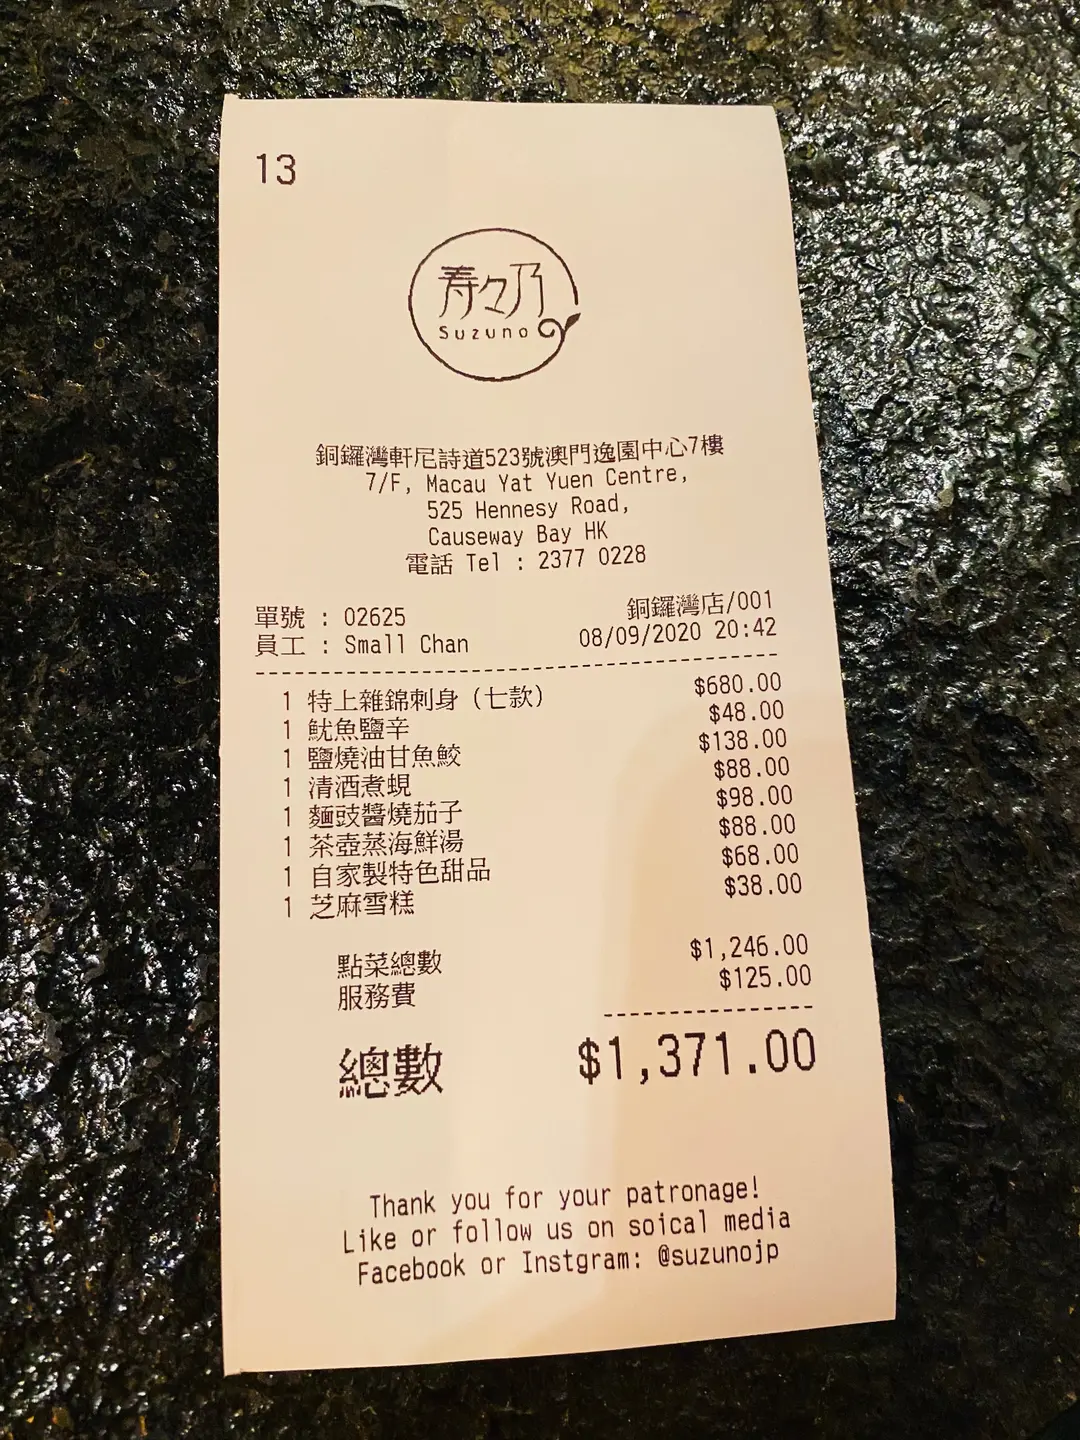 13
寿々乃
Suzuno
銅鑼灣軒尼詩道523號澳門逸園中心7樓
7/F, Macau Yat Yuen Centre,
525 Hennesy Road,
Causeway Bay HK
電話 Tel : 2377 0228
單號 : 02625 銅鑼灣店/001
員工 : Small Chan 08/09/2020 20:42
1 特上雜錦刺身 (七款) $680.00
1 魷魚鹽辛 $48.00
1 鹽燒油甘魚鮫 $138.00
1 清酒煮蜆 $88.00
1 麵豉醬燒茄子 $98.00
1 茶壺蒸海鮮湯 $88.00
1 自家製特色甜品 $68.00
1 芝麻雪糕 $38.00
點菜總數 $1,246.00
服務費 $125.00
總數 $1,371.00
Thank you for your patronage!
Like or follow us on soical media
Facebook or Instgram: @suzunojp